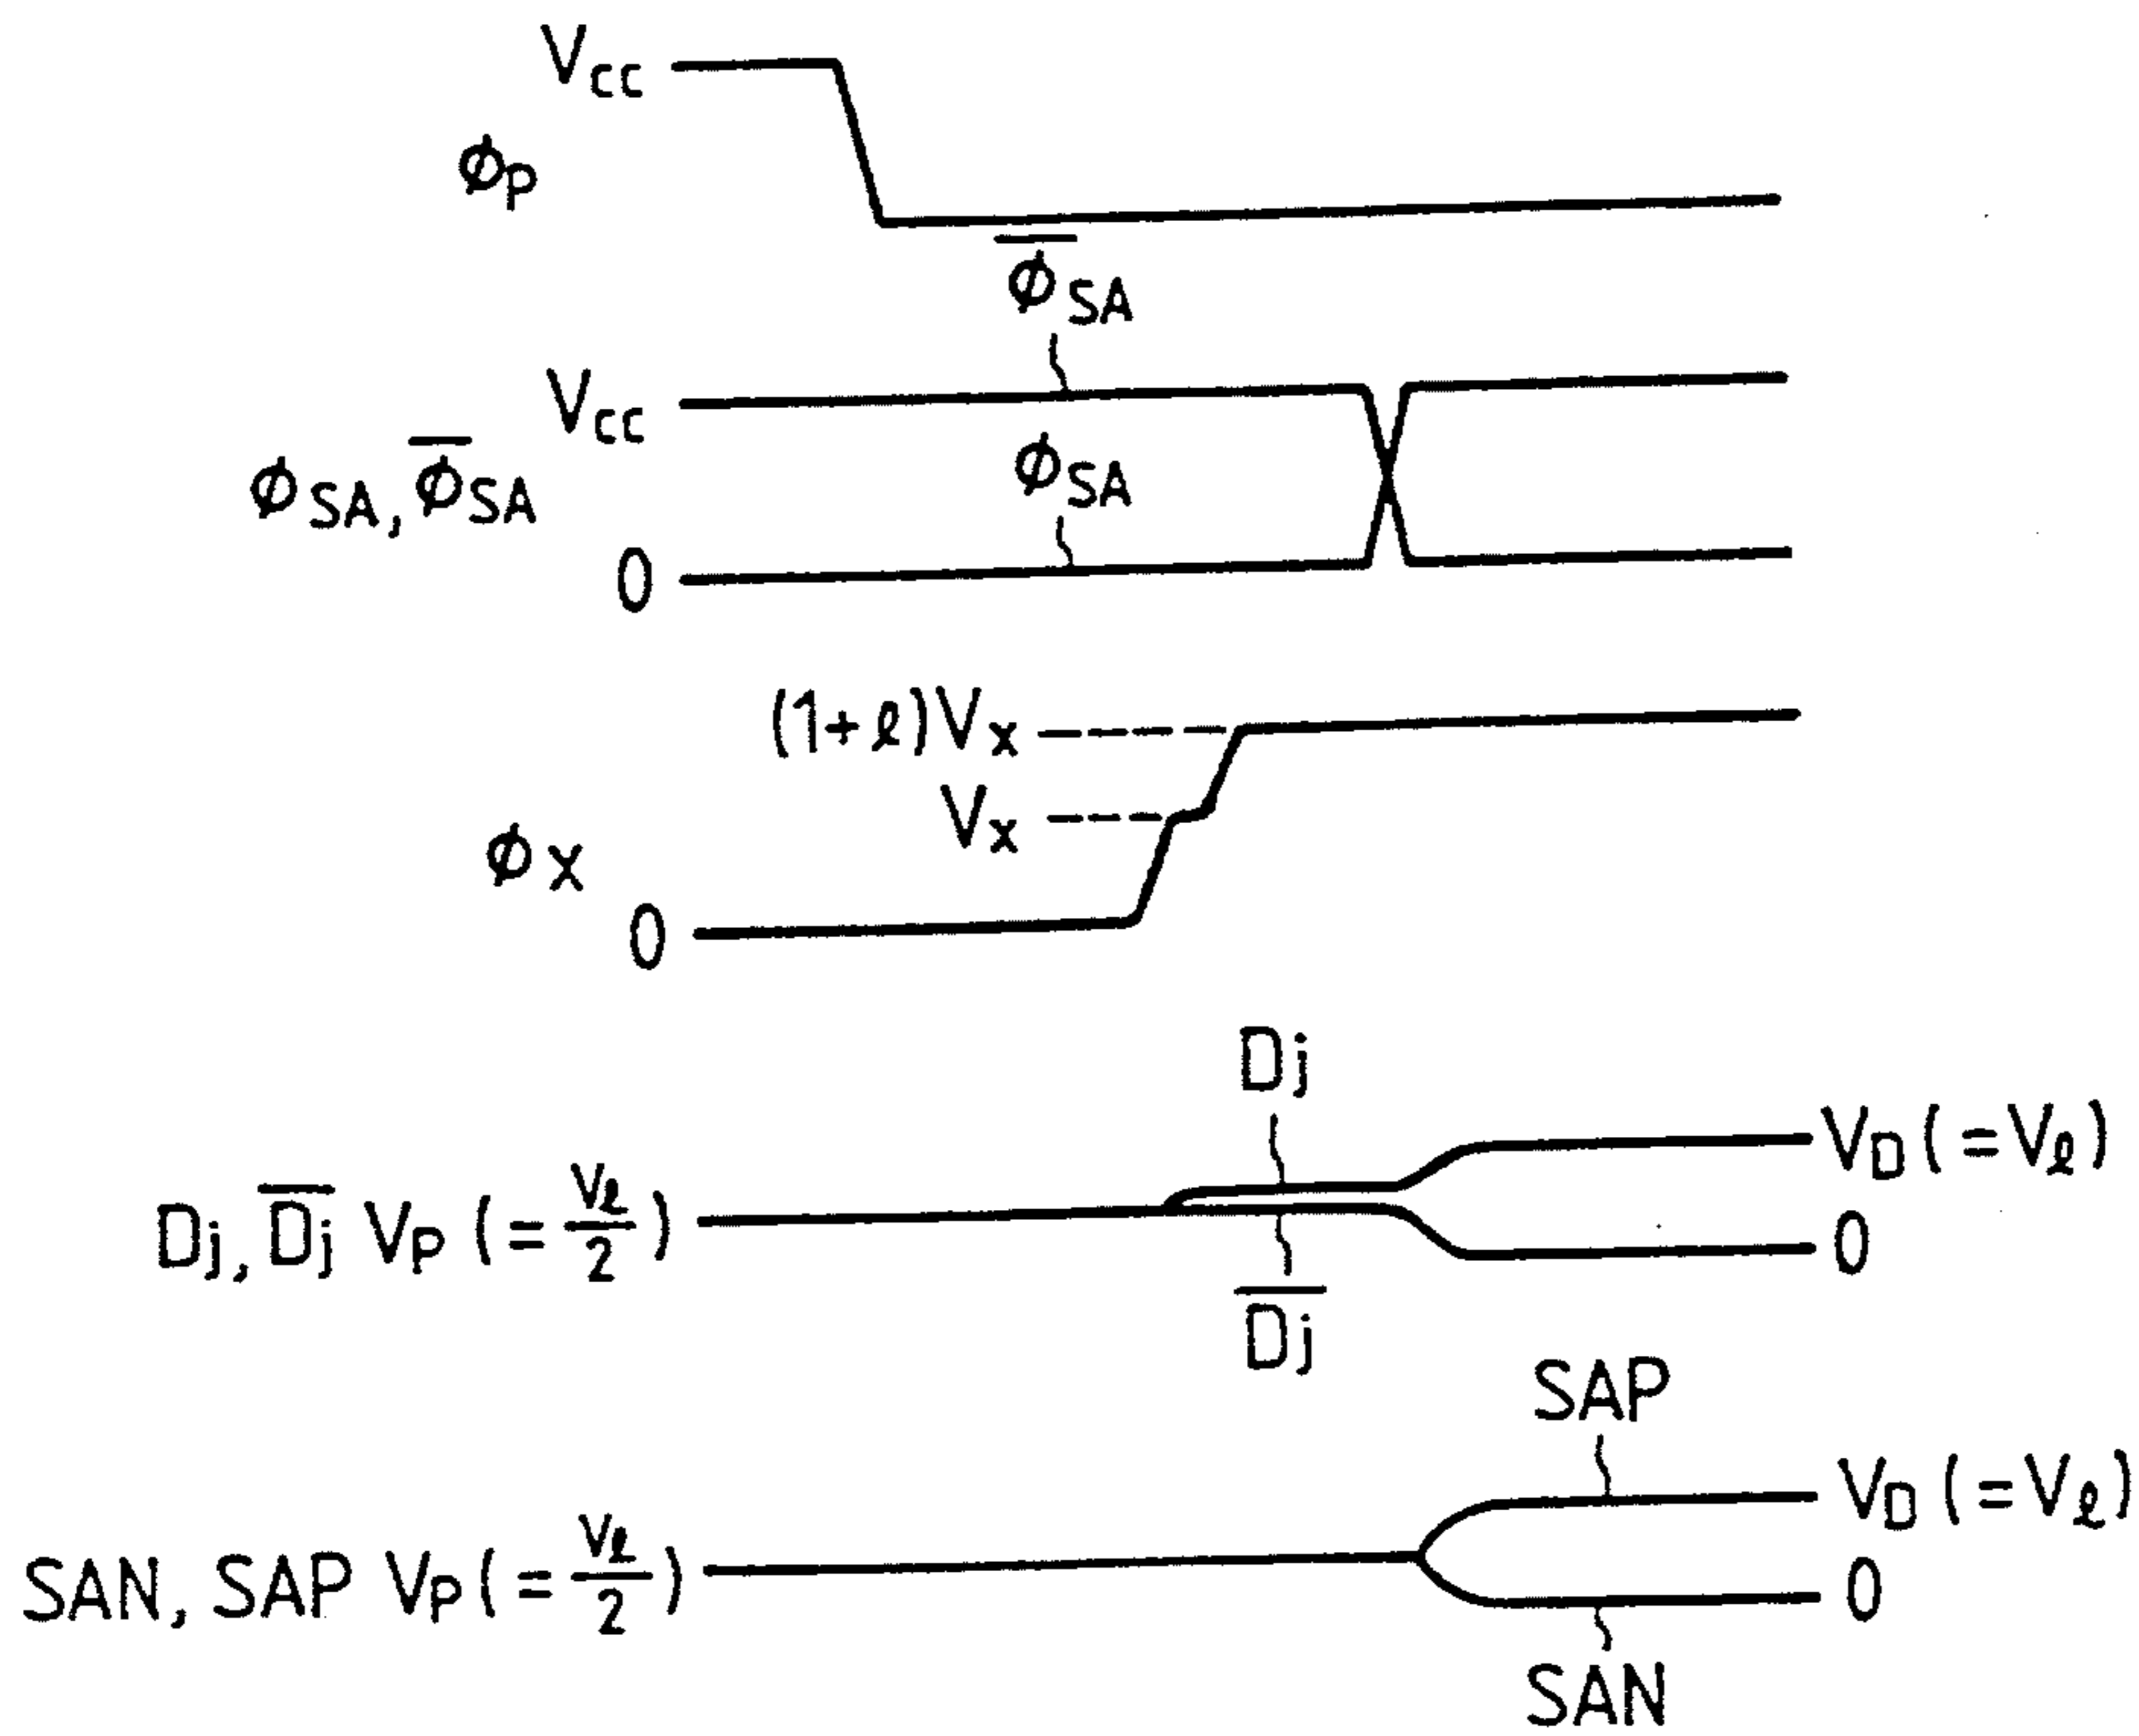 Vcc
ϕP
ϕ̅SA
Vcc
ϕSA, ϕ̅SA
ϕSA
0
(1+ℓ)Vx
Vx
ϕx
0
Dj
VD(=Vℓ)
Dj, D̅j̅ VP(=Vℓ/2)
0
D̅j̅
SAP
VD(=Vℓ)
SAN, SAP VP(=Vℓ/2)
0
SAN